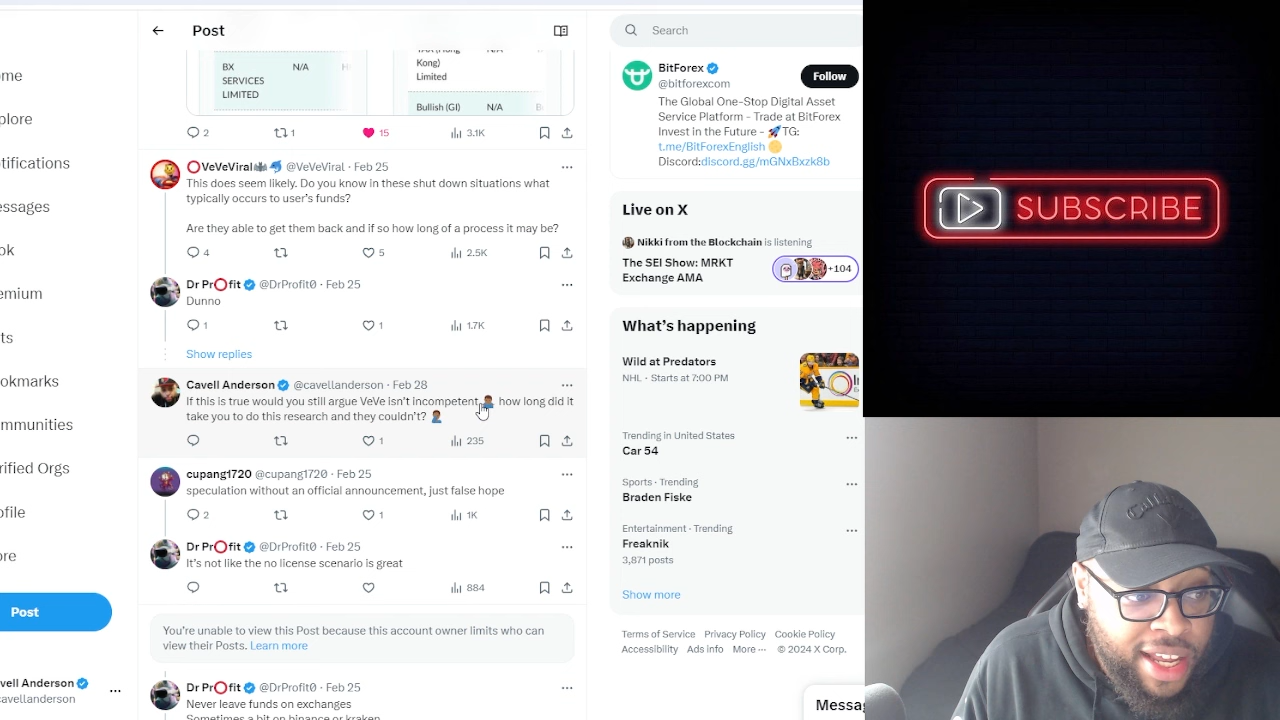 Post
Search
BX
SERVICES
LIMITED
N/A
Kong)
Limited
Bullish (GI)
N/A
2
1
15
3.1K
VeVeViral @VeVeViral · Feb 25
This does seem likely. Do you know in these shut down situations what
typically occurs to user's funds?
Are they able to get them back and if so how long of a process it may be?
4
5
2.5K
Dr Pr⭕fit @DrProfit0 · Feb 25
Dunno
1
1
1.7K
Show replies
Cavell Anderson @cavellanderson · Feb 28
If this is true would you still argue VeVe isn't incompetent how long did it
take you to do this research and they couldn't?
1
235
cupang1720 @cupang1720 · Feb 25
speculation without an official announcement, just false hope
2
1
1K
Dr Pr⭕fit @DrProfit0 · Feb 25
It's not like the no license scenario is great
884
You're unable to view this Post because this account owner limits who can
view their Posts. Learn more
Dr Pr⭕fit @DrProfit0 · Feb 25
Never leave funds on exchanges
Sometimes a bit on binance or kraken
ome
plore
otifications
essages
ok
emium
ts
okmarks
mmunities
rified Orgs
ofile
ore
Post
vell Anderson
cavellanderson
BitForex
@bitforexcom
Follow
The Global One-Stop Digital Asset
Service Platform - Trade at BitForex
Invest in the Future - 🚀TG:
t.me/BitForexEnglish
Discord:discord.gg/mGNxBxzk8b
Live on X
Nikki from the Blockchain is listening
The SEI Show: MRKT
Exchange AMA
+104
What's happening
Wild at Predators
NHL · Starts at 7:00 PM
Trending in United States
Car 54
Sports · Trending
Braden Fiske
Entertainment · Trending
Freaknik
3,871 posts
Show more
Terms of Service Privacy Policy Cookie Policy
Accessibility Ads info More ··· © 2024 X Corp.
Messa
SUBSCRIBE